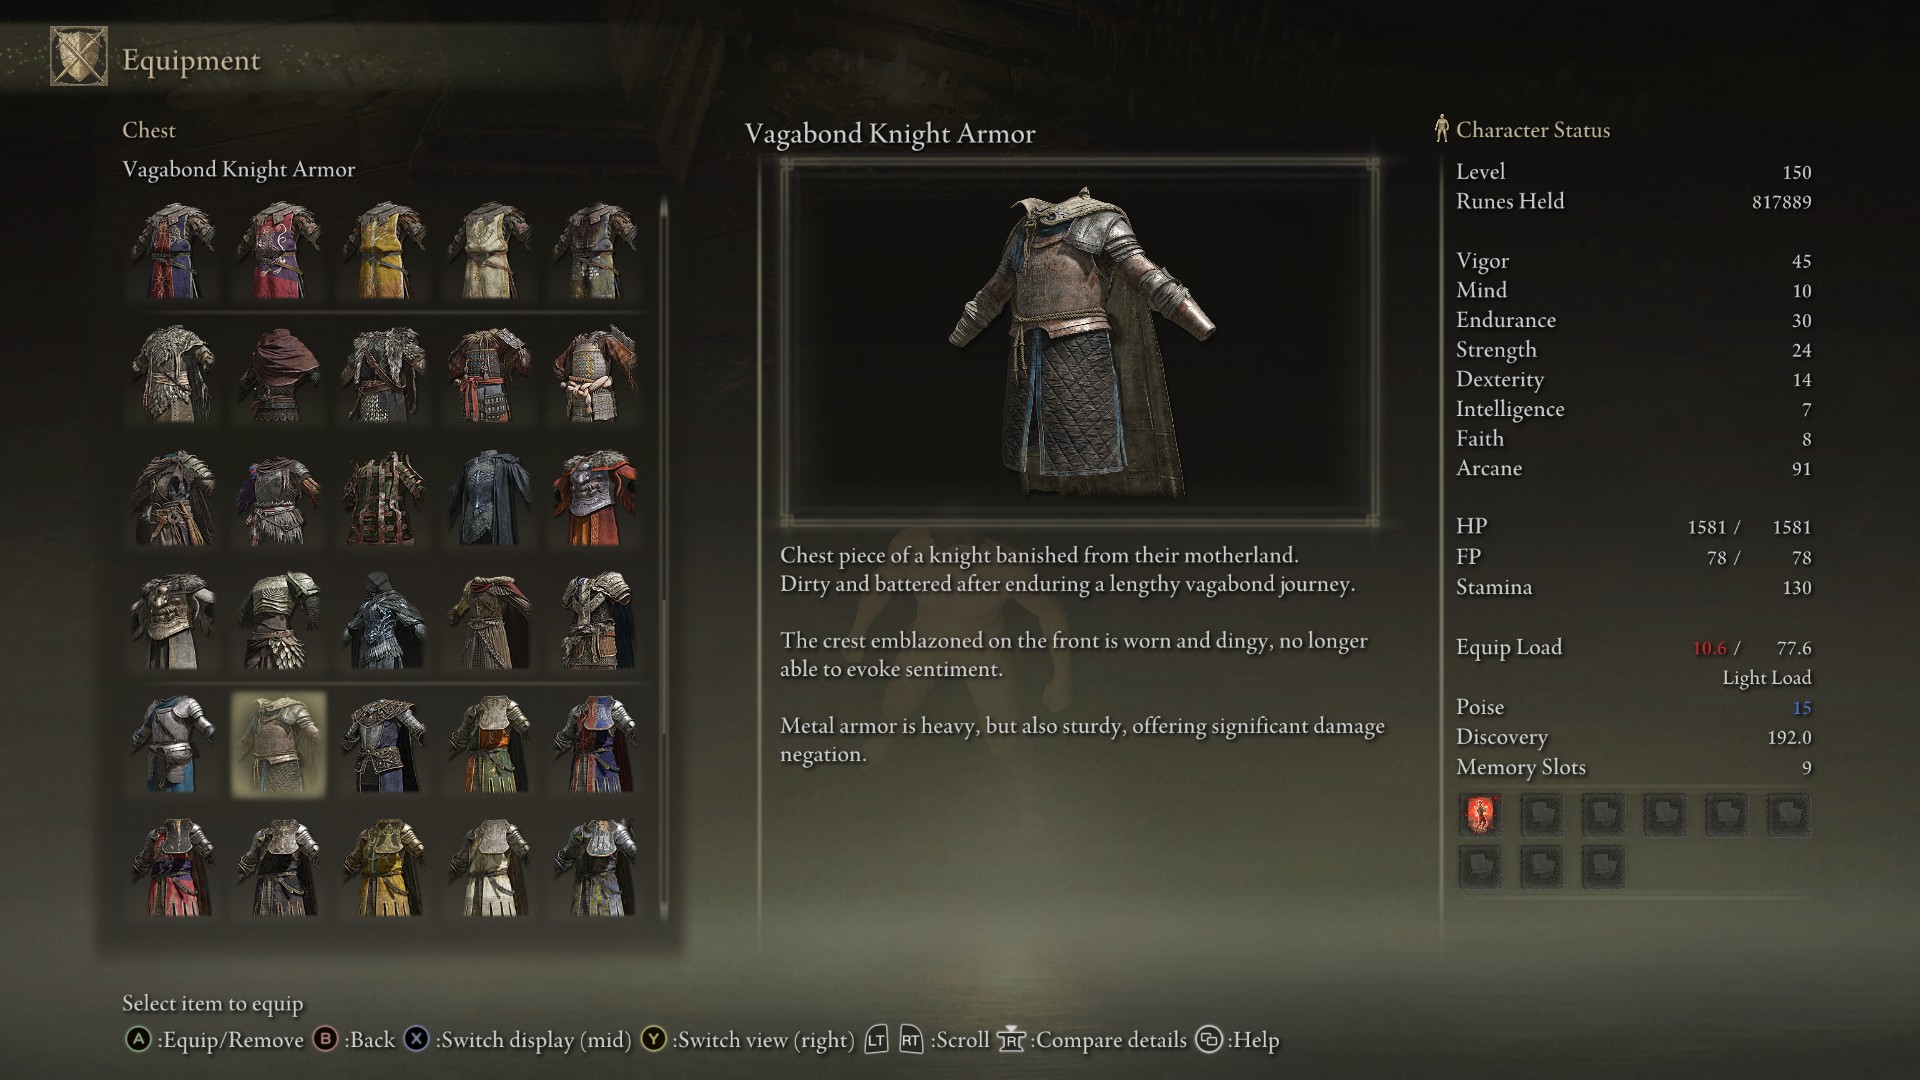 Equipment
Chest
Vagabond Knight Armor
Vagabond Knight Armor
Chest piece of a knight banished from their motherland.
Dirty and battered after enduring a lengthy vagabond journey.
The crest emblazoned on the front is worn and dingy, no longer
able to evoke sentiment.
Metal armor is heavy, but also sturdy, offering significant damage
negation.
Character Status
Level 150
Runes Held 817889
Vigor 45
Mind 10
Endurance 30
Strength 24
Dexterity 14
Intelligence 7
Faith 8
Arcane 91
HP 1581 / 1581
FP 78 / 78
Stamina 130
Equip Load 10.6 / 77.6
Light Load
Poise 15
Discovery 192.0
Memory Slots 9
Select item to equip
A :Equip/Remove B :Back X :Switch display (mid) Y :Switch view (right) LT RT :Scroll R :Compare details :Help